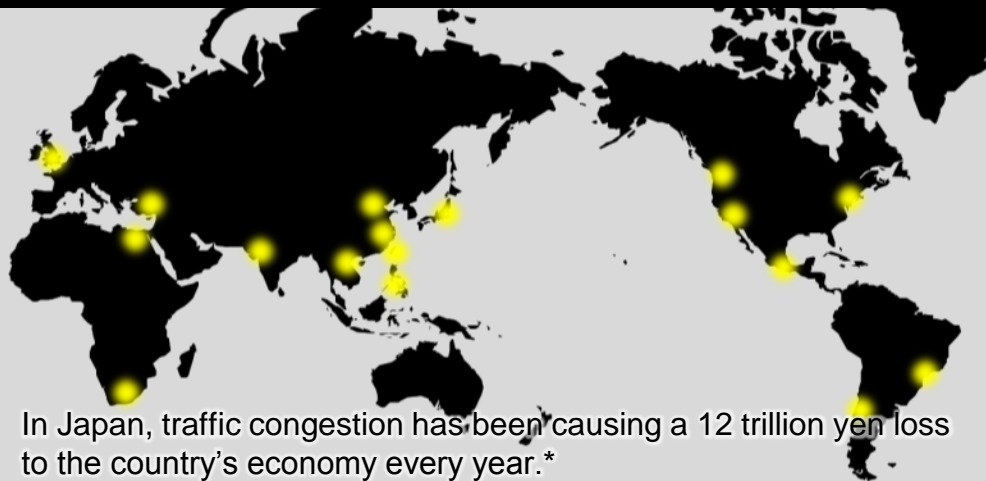 In Japan, traffic congestion has been causing a 12 trillion yen loss
to the country’s economy every year.*